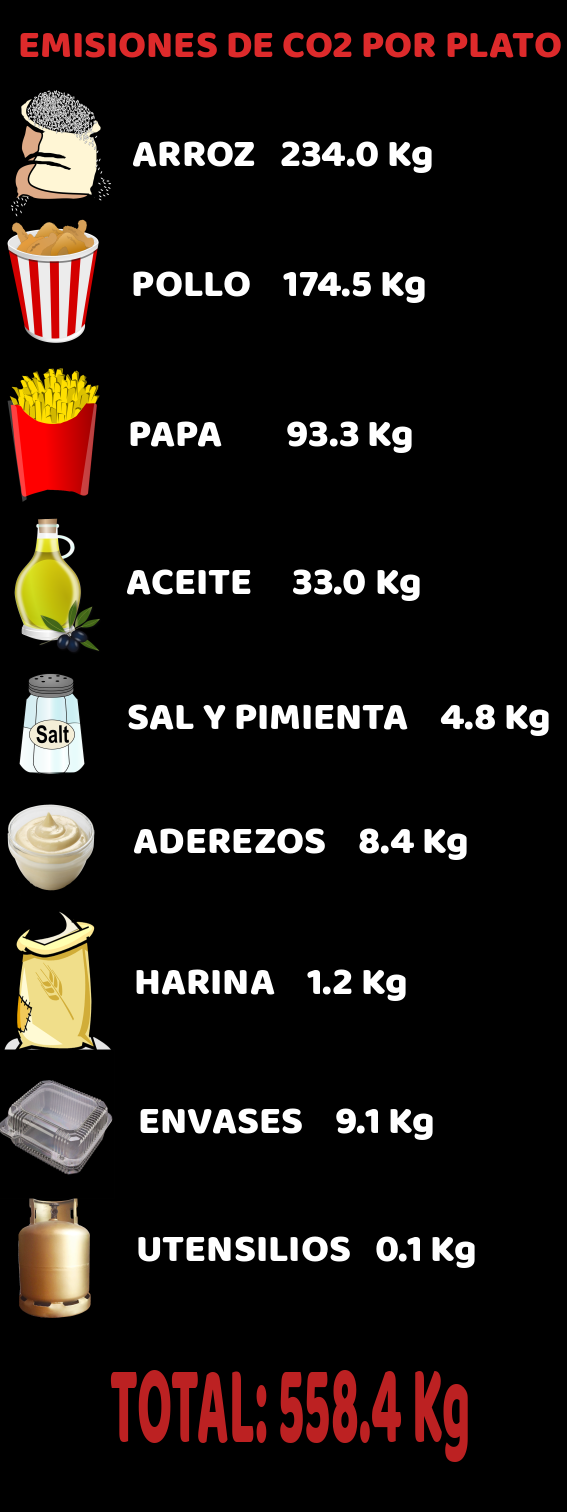 EMISIONES DE CO2 POR PLATO
ARROZ 234.0 Kg
POLLO 174.5 Kg
PAPA 93.3 Kg
ACEITE 33.0 Kg
Salt
SAL Y PIMIENTA 4.8 Kg
ADEREZOS 8.4 Kg
HARINA 1.2 Kg
ENVASES 9.1 Kg
UTENSILIOS 0.1 Kg
TOTAL: 558.4 Kg